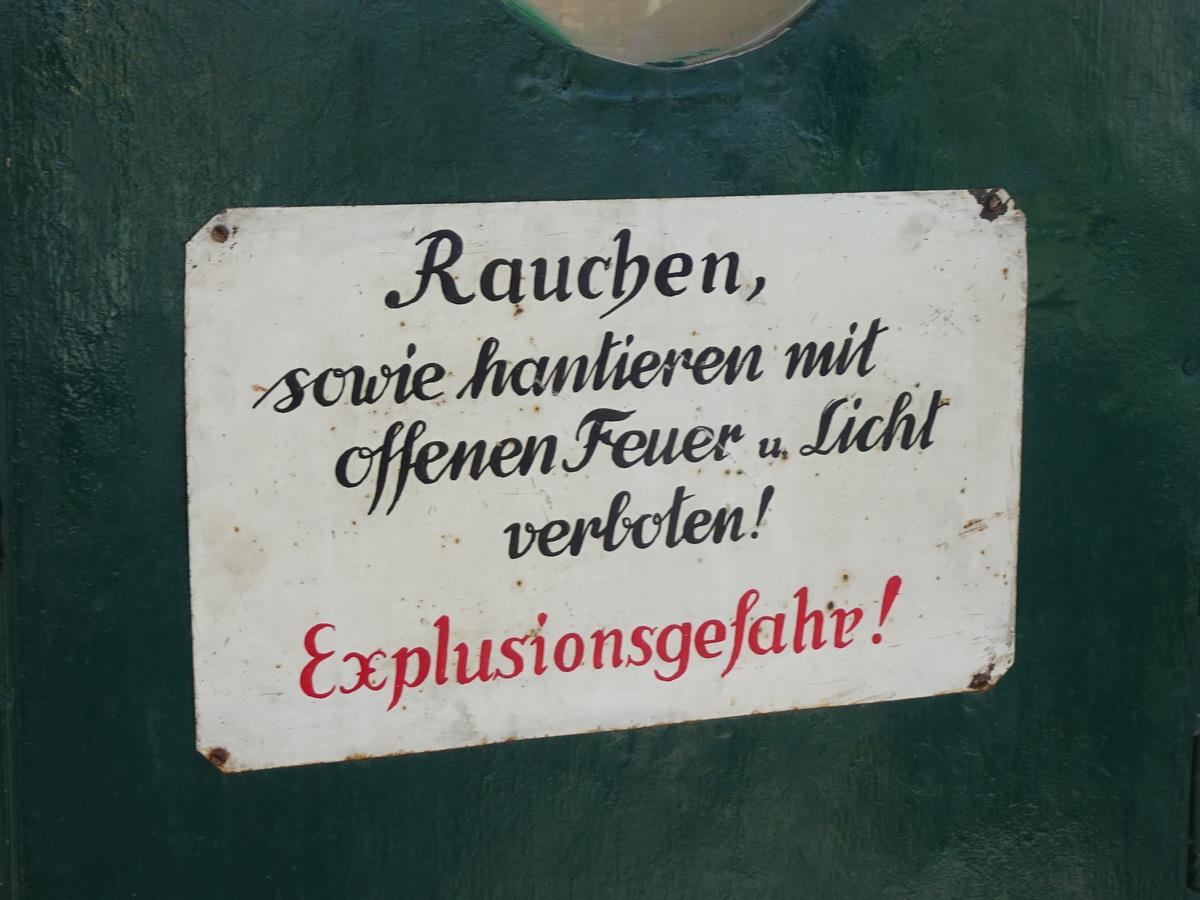 Rauchen,
sowie hantieren mit
offenen Feuer u. Licht
verboten!
Explusionsgefahr!